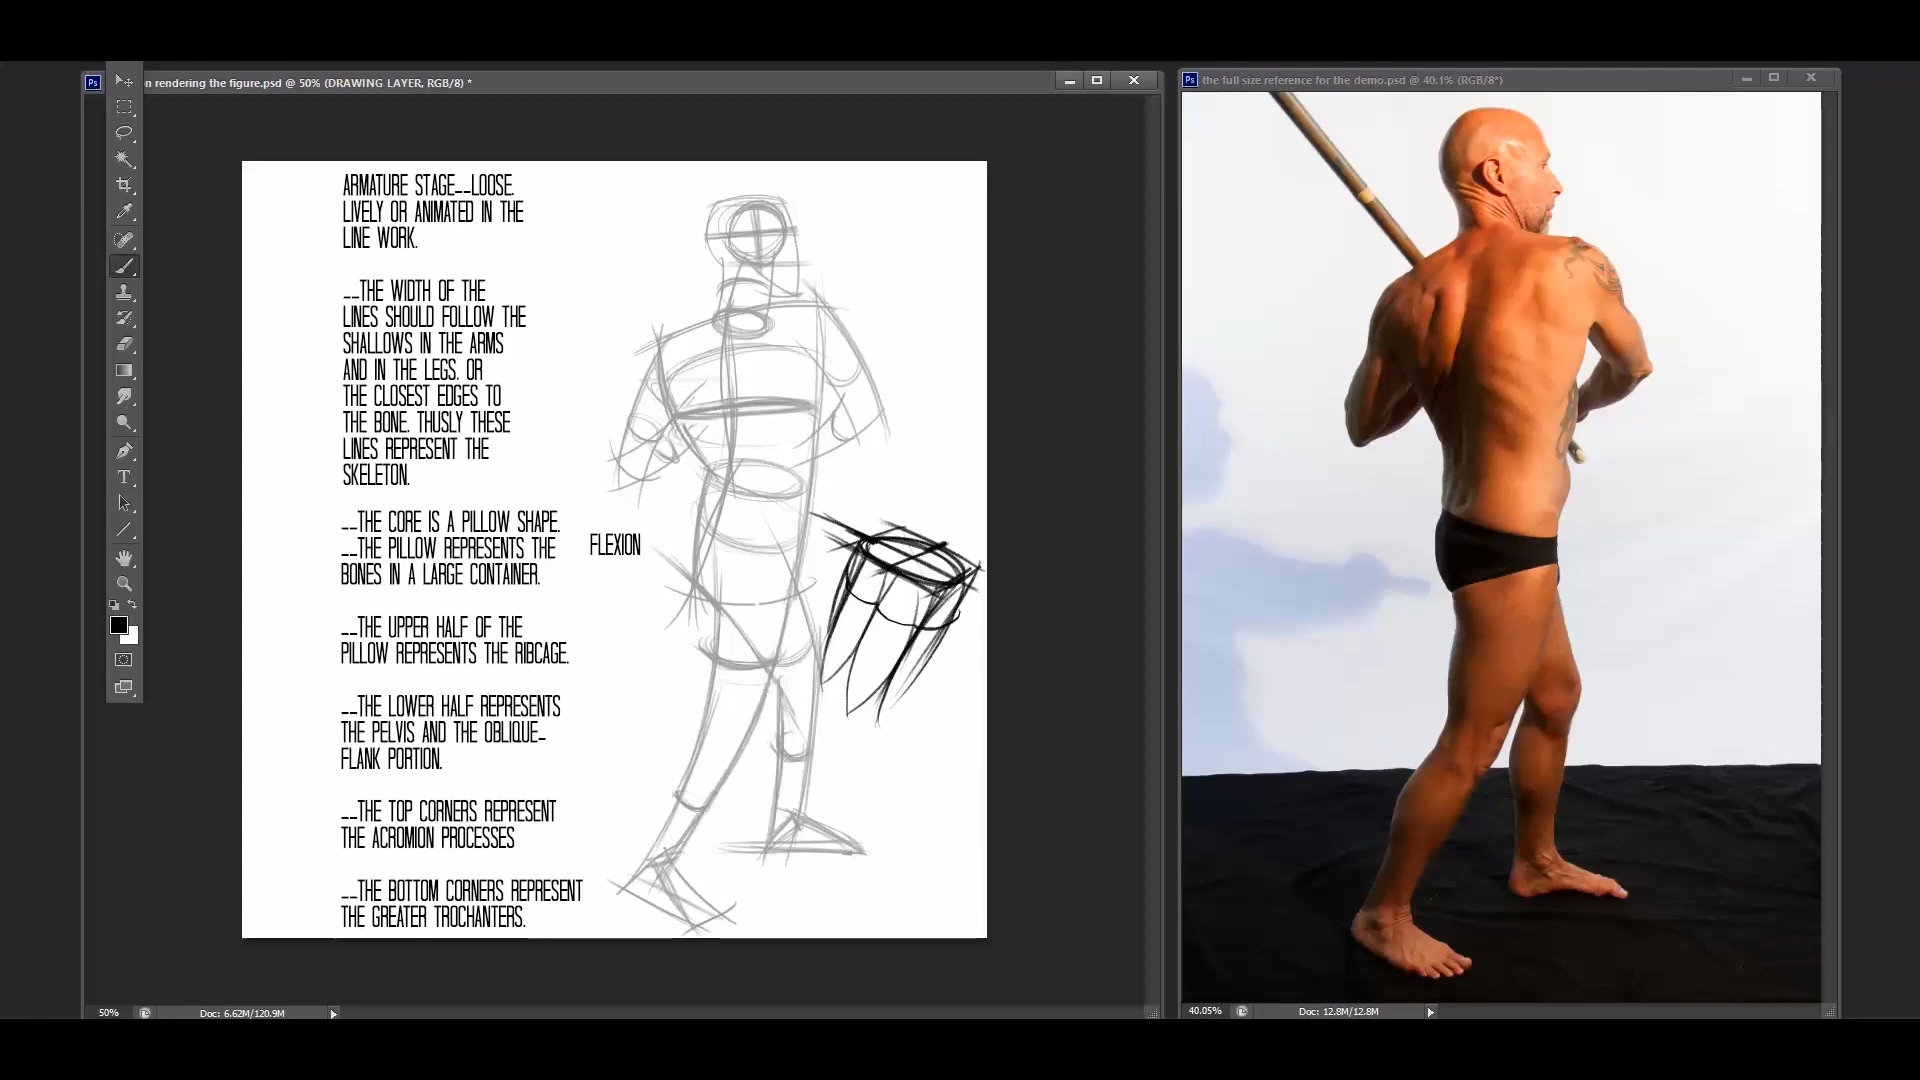 Ps
n rendering the figure.psd @ 50% (DRAWING LAYER, RGB/8) *
Ps
the full size reference for the demo.psd @ 40.1% (RGB/8*)
ARMATURE STAGE--LOOSE.
LIVELY OR ANIMATED IN THE
LINE WORK.
--THE WIDTH OF THE
LINES SHOULD FOLLOW THE
SHALLOWS IN THE ARMS
AND IN THE LEGS. OR
THE CLOSEST EDGES TO
THE BONE. THUSLY THESE
LINES REPRESENT THE
SKELETON.
--THE CORE IS A PILLOW SHAPE.
--THE PILLOW REPRESENTS THE
BONES IN A LARGE CONTAINER.
FLEXION
--THE UPPER HALF OF THE
PILLOW REPRESENTS THE RIBCAGE.
--THE LOWER HALF REPRESENTS
THE PELVIS AND THE OBLIQUE-
FLANK PORTION.
--THE TOP CORNERS REPRESENT
THE ACROMION PROCESSES
--THE BOTTOM CORNERS REPRESENT
THE GREATER TROCHANTERS.
T
50%
Doc: 6.62M/120.9M
40.05%
Doc: 12.8M/12.8M